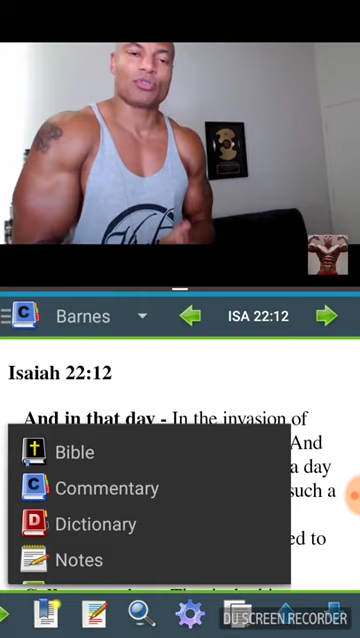 Barnes
ISA 22:12
Isaiah 22:12
And in that day - In the invasion of
And
Bible
a day
Commentary
such a
Dictionary
ed to
Notes
DU SCREEN RECORDER